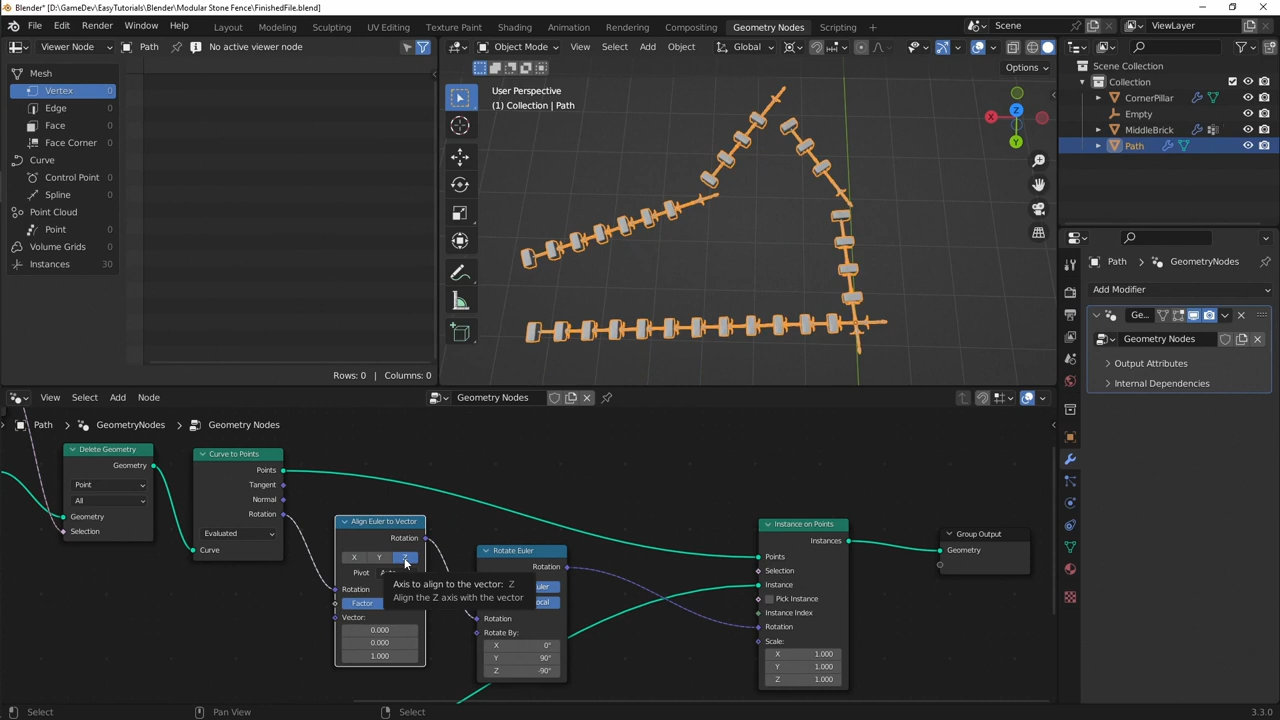 Blender* [D:\GameDev\EasyTutorials\Blender\Modular Stone Fence\FinishedFile.blend]
File Edit Render Window Help Layout Modeling Sculpting UV Editing Texture Paint Shading Animation Rendering Compositing Geometry Nodes Scripting + Scene ViewLayer
Viewer Node Path No active viewer node
Object Mode View Select Add Object Global
Options
Mesh
Vertex 0
Edge 0
Face 0
Face Corner 0
Curve
Control Point 0
Spline 0
Point Cloud
Point 0
Volume Grids 0
Instances 30
Rows: 0 | Columns: 0
User Perspective
(1) Collection | Path
X
Z
Y
Scene Collection
Collection
CornerPillar
Empty
MiddleBrick
Path
Path GeometryNodes
Add Modifier
Ge...
Geometry Nodes
Output Attributes
Internal Dependencies
View Select Add Node Geometry Nodes
Path GeometryNodes Geometry Nodes
Delete Geometry
Geometry
Point
All
Geometry
Selection
Curve to Points
Points
Tangent
Normal
Rotation
Evaluated
Curve
Align Euler to Vector
Rotation
X Y Z
Pivot
Rotation
Factor
Vector:
0.000
0.000
1.000
Axis to align to the vector: Z
Align the Z axis with the vector
Rotate Euler
Rotation
Rotation
Rotate By:
X 0°
Y 90°
Z -90°
Instance on Points
Instances
Points
Selection
Instance
Pick Instance
Instance Index
Rotation
Scale:
X 1.000
Y 1.000
Z 1.000
Group Output
Geometry
Select Pan View Select 3.3.0